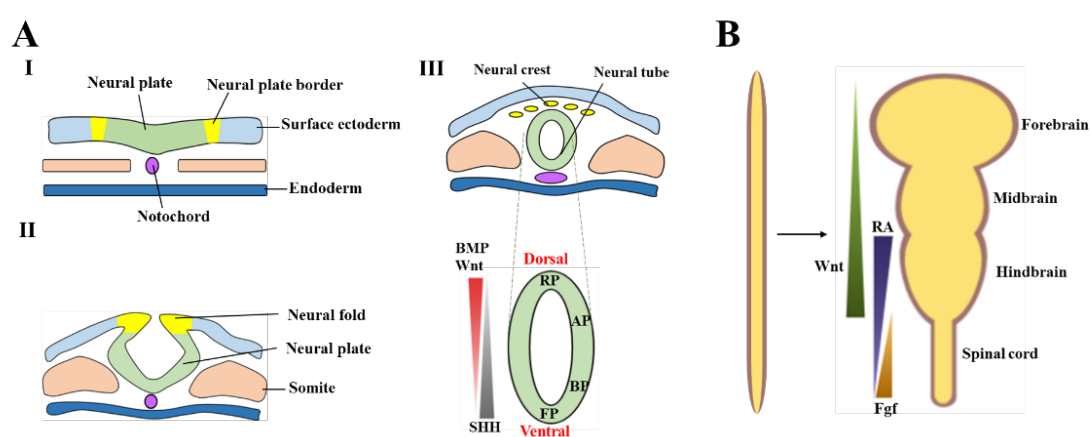 A
I
Neural plate
Neural plate border
Surface ectoderm
Endoderm
Notochord
II
Neural fold
Neural plate
Somite
III
Neural crest
Neural tube
BMP
Wnt
SHH
Dorsal
RP
AP
BP
FP
Ventral
B
Wnt
RA
Fgf
Forebrain
Midbrain
Hindbrain
Spinal cord